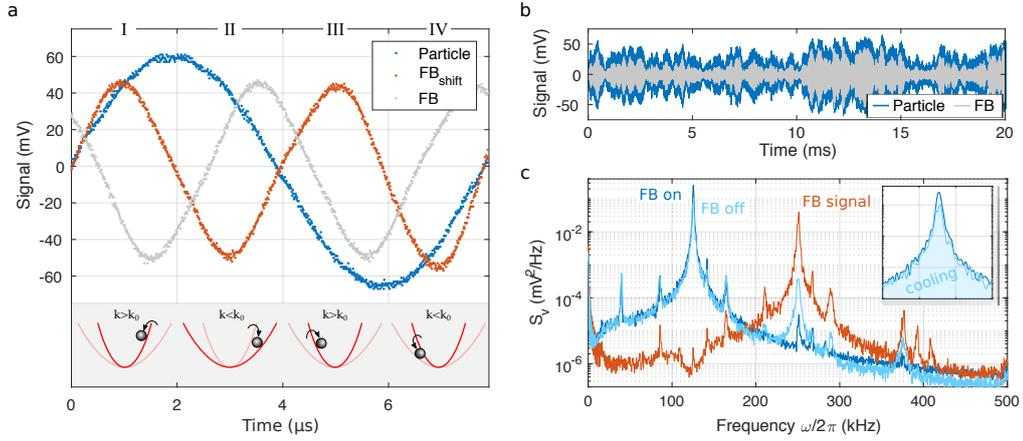 a
I II III IV
60
40
20
0
-20
-40
-60
Signal (mV)
Particle
FB_shift
FB
k>k₀ k<k₀ k>k₀ k<k₀
0 2 4 6
Time (μs)
b
50
0
-50
Signal (mV)
Particle FB
0 5 10 15 20
Time (ms)
c
FB on
FB off
FB signal
cooling
10⁻²
10⁻⁴
10⁻⁶
S_v (mV²/Hz)
0 100 200 300 400 500
Frequency ω/2π (kHz)